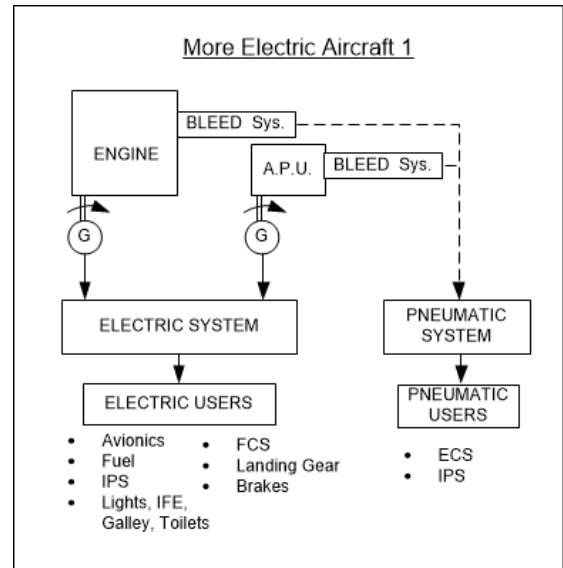 More Electric Aircraft 1
BLEED Sys.
ENGINE
A.P.U.
BLEED Sys.
G
G
ELECTRIC SYSTEM
PNEUMATIC
SYSTEM
ELECTRIC USERS
PNEUMATIC
USERS
• Avionics
• Fuel
• IPS
• Lights, IFE,
Galley, Toilets
• FCS
• Landing Gear
• Brakes
• ECS
• IPS